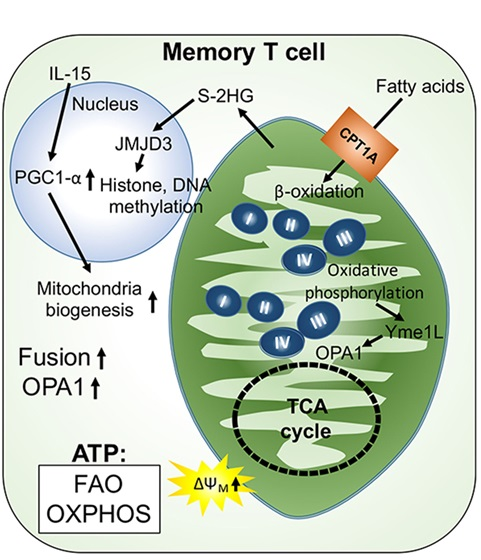 Memory T cell
IL-15
Nucleus
S-2HG
Fatty acids
JMJD3
CPT1A
PGC1-α
Histone, DNA
methylation
β-oxidation
I
II
III
IV
Oxidative
phosphorylation
Mitochondria
biogenesis
I
II
III
IV
Yme1L
OPA1
Fusion
OPA1
TCA
cycle
ATP:
FAO
OXPHOS
ΔΨM